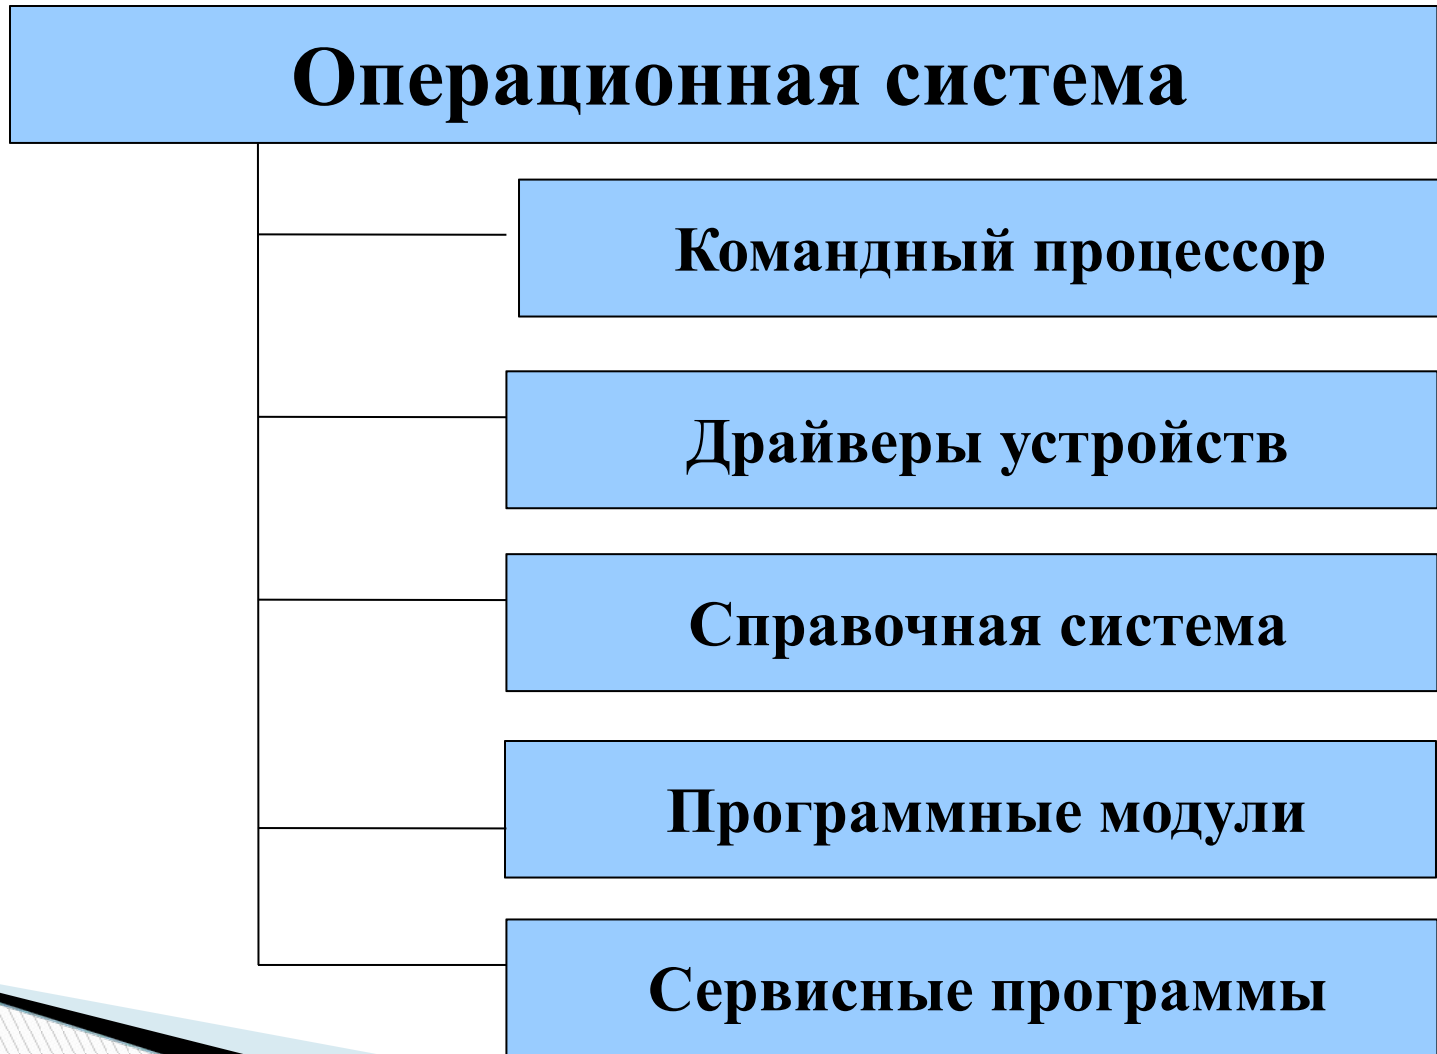 Операционная система
Командный процессор
Драйверы устройств
Справочная система
Программные модули
Сервисные программы